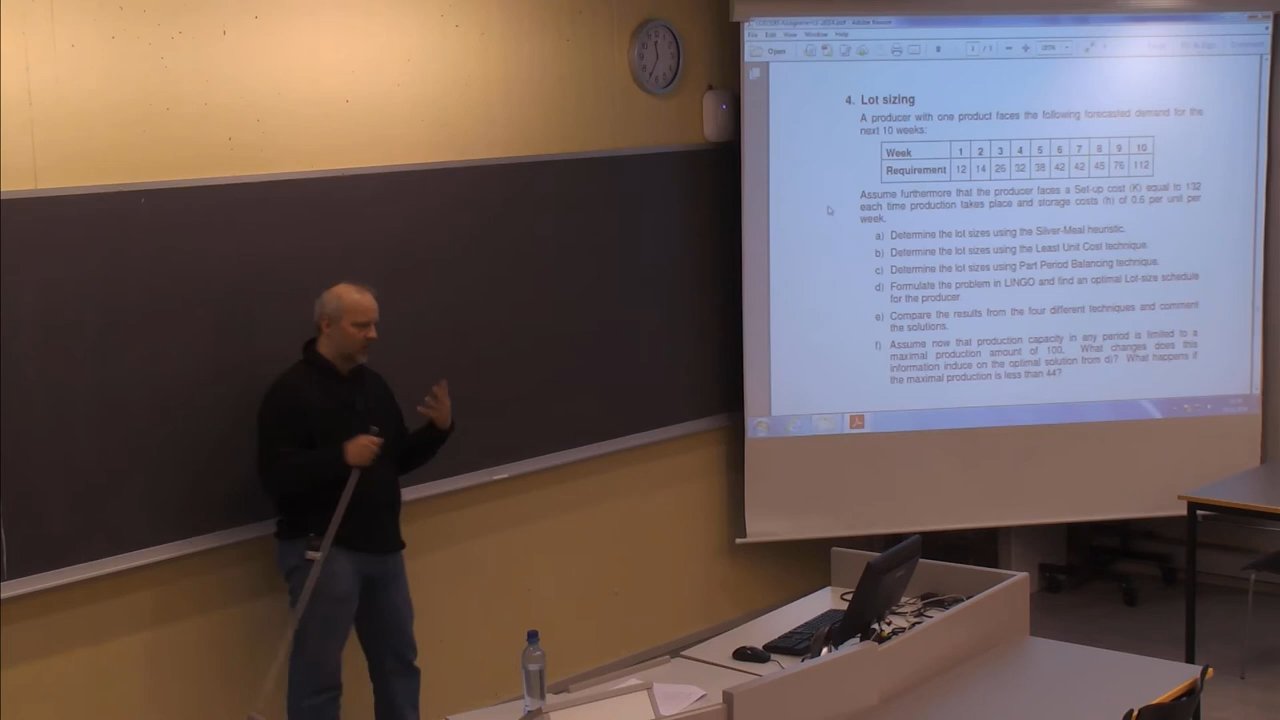 File Edit View Window Help
Open
4. Lot sizing
A producer with one product faces the following forecasted demand for the
next 10 weeks:
Week 1 2 3 4 5 6 7 8 9 10
Requirement 12 14 26 32 38 42 42 45 76 112
Assume furthermore that the producer faces a Set-up cost (K) equal to 132
each time production takes place and storage costs (h) of 0.6 per unit per
week.
a) Determine the lot sizes using the Silver-Meal heuristic.
b) Determine the lot sizes using the Least Unit Cost technique.
c) Determine the lot sizes using Part Period Balancing technique.
d) Formulate the problem in LINGO and find an optimal Lot-size schedule
for the producer.
e) Compare the results from the four different techniques and comment
the solutions.
f) Assume now that production capacity in any period is limited to a
maximal production amount of 100. What changes does this
information induce on the optimal solution from d)? What happens if
the maximal production is less than 44?